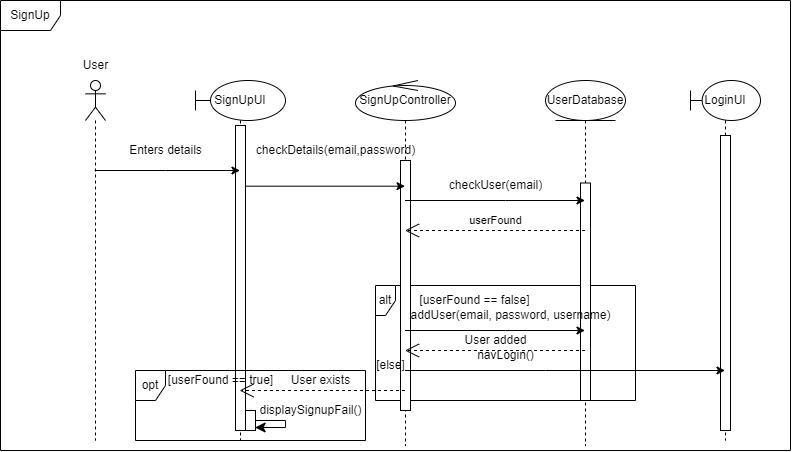 SignUp
User
SignUpUI
SignUpController
UserDatabase
LoginUI
Enters details
checkDetails(email,password)
checkUser(email)
userFound
alt
[userFound == false]
addUser(email, password, username)
User added
navLogin()
[else]
opt
[userFound == true]
User exists
displaySignupFail()